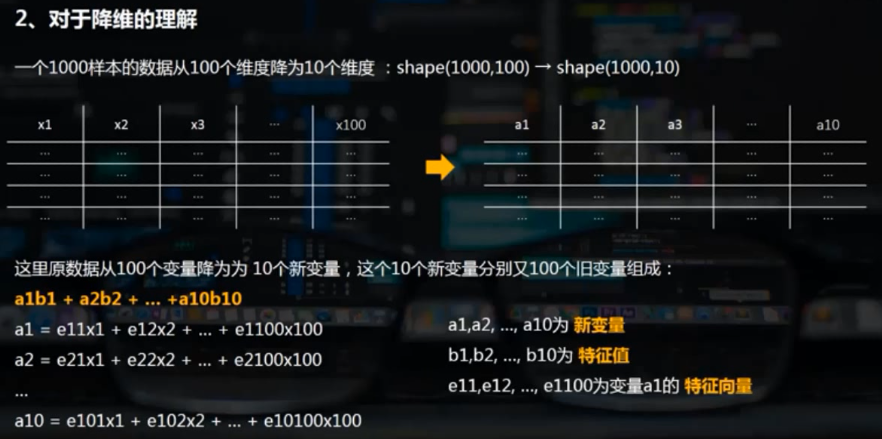 2、对于降维的理解
一个1000样本的数据从100个维度降为10个维度 ：shape(1000,100) → shape(1000,10)
x1 x2 x3 ... x100
... ... ... ... ...
... ... ... ... ...
... ... ... ... ...
... ... ... ... ...
a1 a2 a3 ... a10
... ... ... ... ...
... ... ... ... ...
... ... ... ... ...
... ... ... ... ...
这里原数据从100个变量降为为 10个新变量，这个10个新变量分别又100个旧变量组成：
a1b1 + a2b2 + ... +a10b10
a1 = e11x1 + e12x2 + ... + e1100x100
a2 = e21x1 + e22x2 + ... + e2100x100
...
a10 = e101x1 + e102x2 + ... + e10100x100
a1,a2, ..., a10为 新变量
b1,b2, ..., b10为 特征值
e11,e12, ..., e1100为变量a1的 特征向量